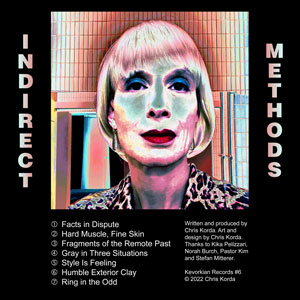 INDIRECT
METHODS
① Facts in Dispute
② Hard Muscle, Fine Skin
③ Fragments of the Remote Past
④ Gray in Three Situations
⑤ Style Is Feeling
⑥ Humble Exterior Clay
⑦ Ring in the Odd
Written and produced by
Chris Korda. Art and
design by Chris Korda.
Thanks to Kika Pelizzari,
Norah Burch, Pastor Kim
and Stefan Mitterer.
Kevorkian Records #6
© 2022 Chris Korda